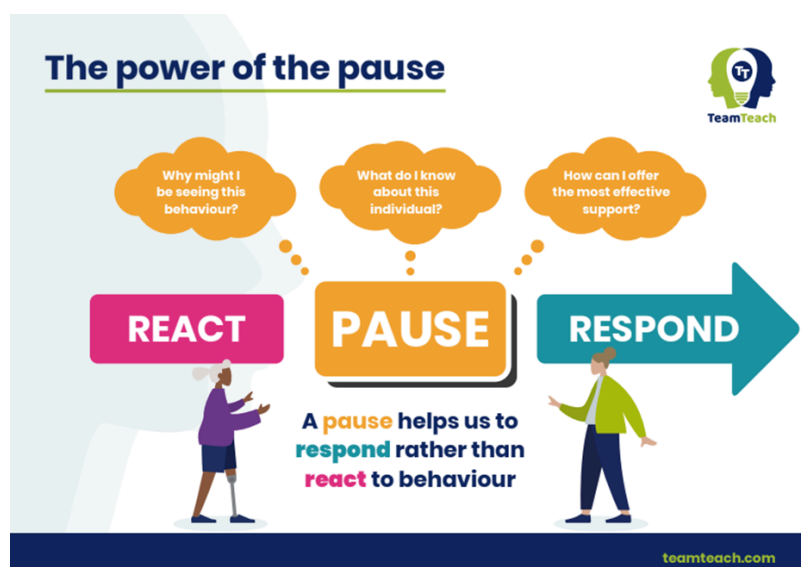 The power of the pause
TT
TeamTeach
Why might I
be seeing this
behaviour?
What do I know
about this
individual?
How can I offer
the most effective
support?
REACT
PAUSE
RESPOND
A pause helps us to
respond rather than
react to behaviour
teamteach.com